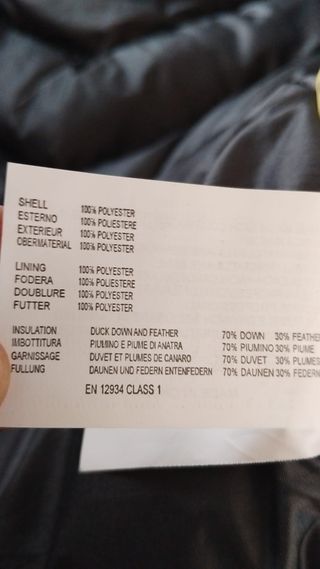 SHELL 100% POLYESTER
ESTERNO 100% POLIESTERE
EXTERIEUR 100% POLYESTER
OBERMATERIAL 100% POLYESTER
LINING 100% POLYESTER
FODERA 100% POLIESTERE
DOUBLURE 100% POLYESTER
FUTTER 100% POLYESTER
INSULATION DUCK DOWN AND FEATHER 70% DOWN 30% FEATHE
IMBOTTITURA PIUMINO E PIUME DI ANATRA 70% PIUMINO 30% PIUME
GARNISSAGE DUVET ET PLUMES DE CANARO 70% DUVET 30% PLUMES
FULLUNG DAUNEN UND FEDERN ENTENFEDERN 70% DAUNEN 30% FEDERN
EN 12934 CLASS 1